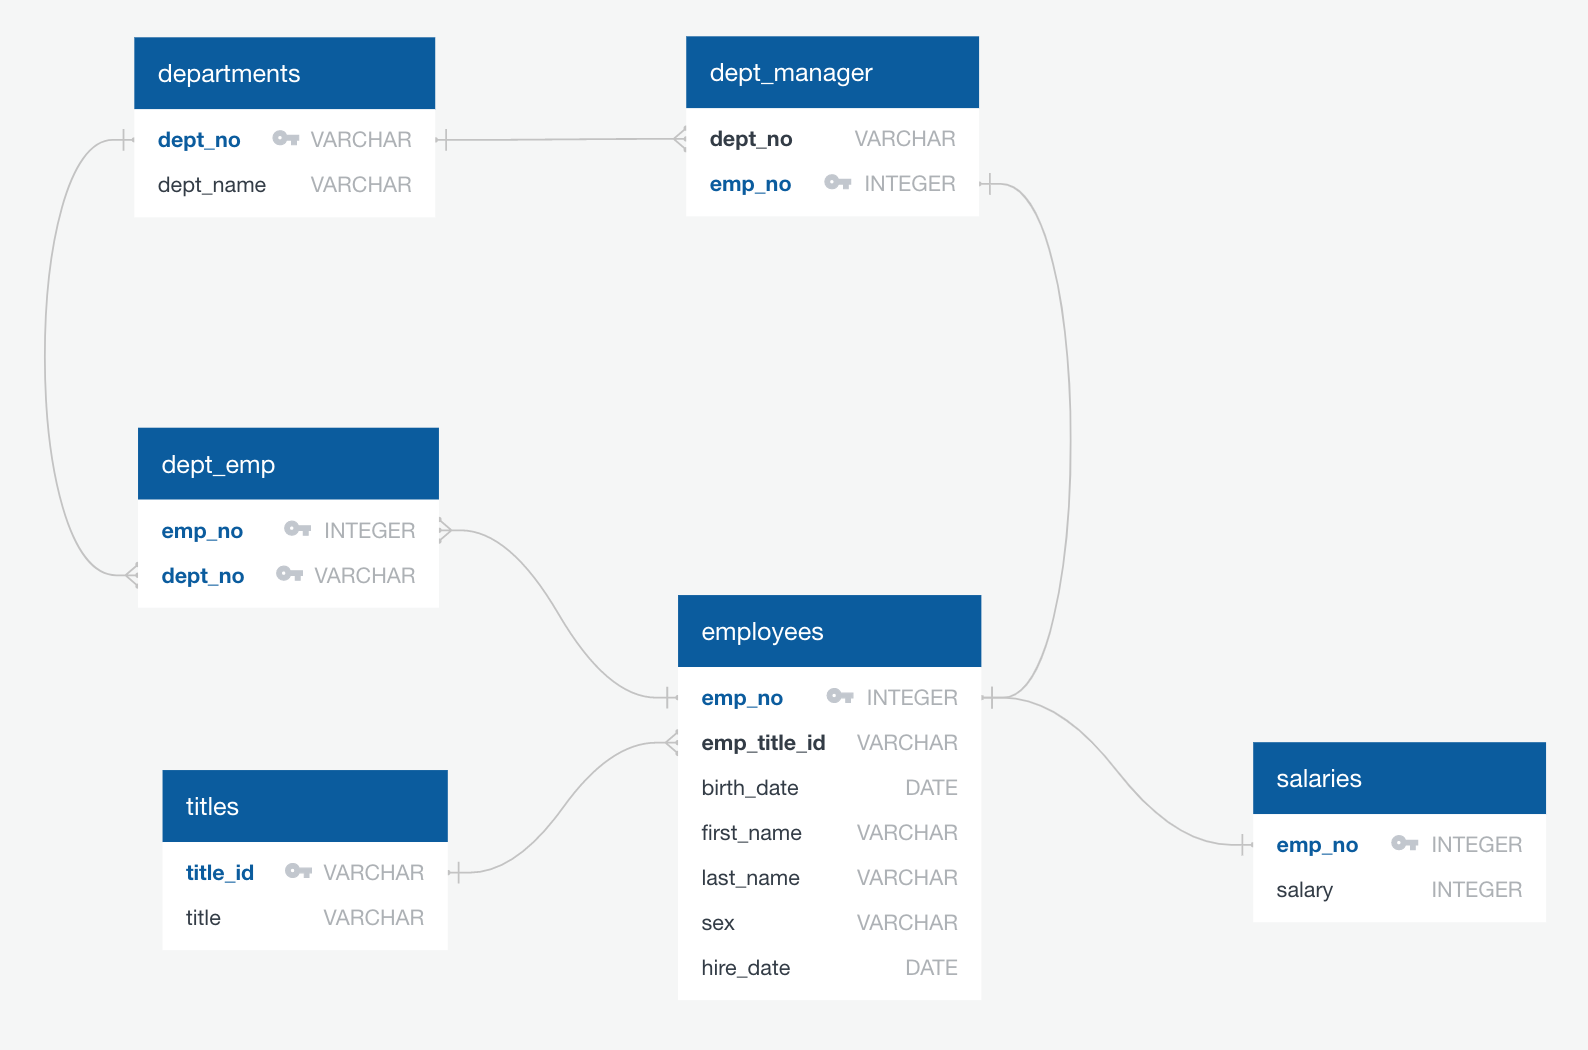 departments
dept_no VARCHAR
dept_name VARCHAR
dept_manager
dept_no VARCHAR
emp_no INTEGER
dept_emp
emp_no INTEGER
dept_no VARCHAR
employees
emp_no INTEGER
emp_title_id VARCHAR
birth_date DATE
first_name VARCHAR
last_name VARCHAR
sex VARCHAR
hire_date DATE
titles
title_id VARCHAR
title VARCHAR
salaries
emp_no INTEGER
salary INTEGER